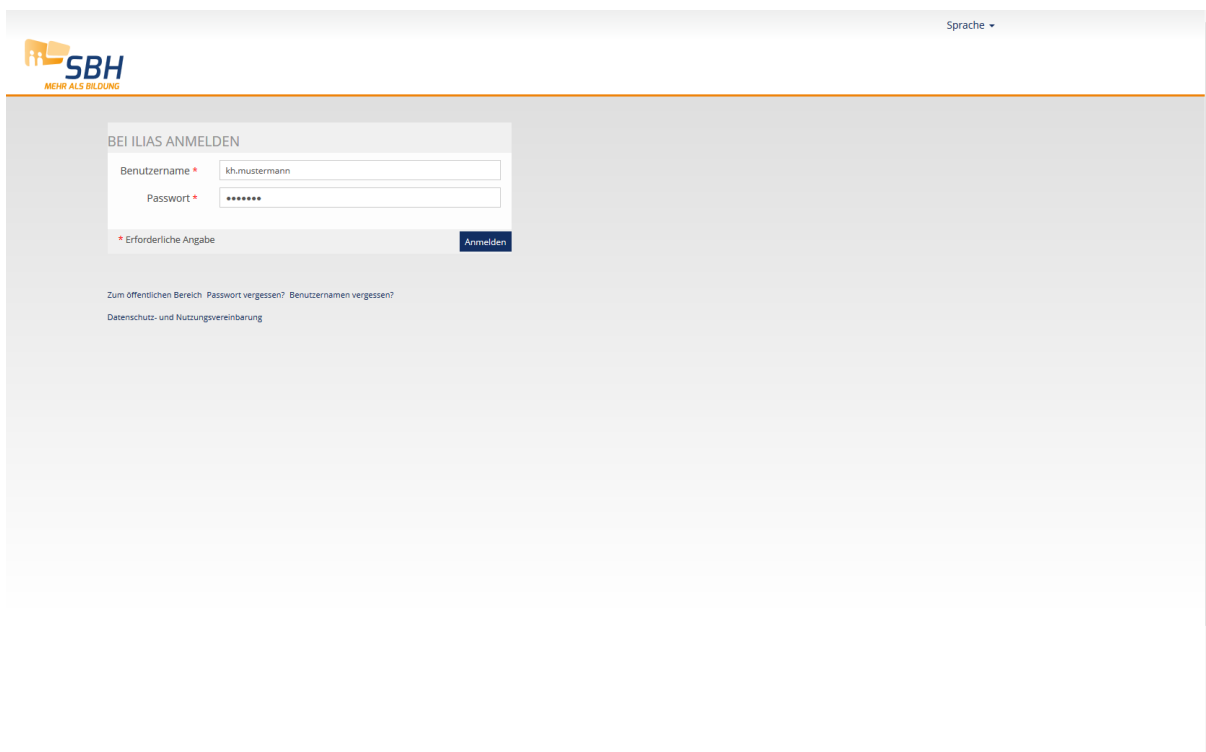 Sprache
SBH
MEHR ALS BILDUNG
BEI ILIAS ANMELDEN
Benutzername * kh.mustermann
Passwort * •••••••
* Erforderliche Angabe Anmelden
Zum öffentlichen Bereich Passwort vergessen? Benutzernamen vergessen?
Datenschutz- und Nutzungsvereinbarung